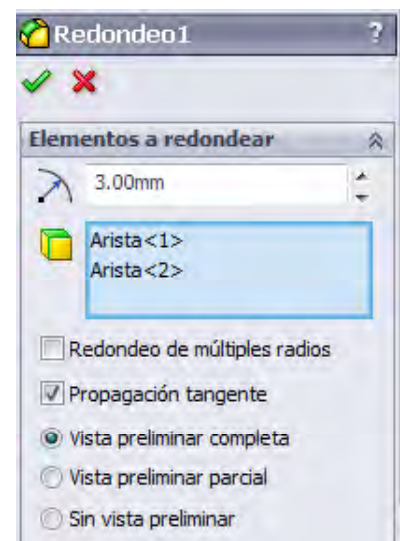 Redondeo1 ?
Elementos a redondear
3.00mm
Arista<1>
Arista<2>
Redondeo de múltiples radios
Propagación tangente
Vista preliminar completa
Vista preliminar parcial
Sin vista preliminar